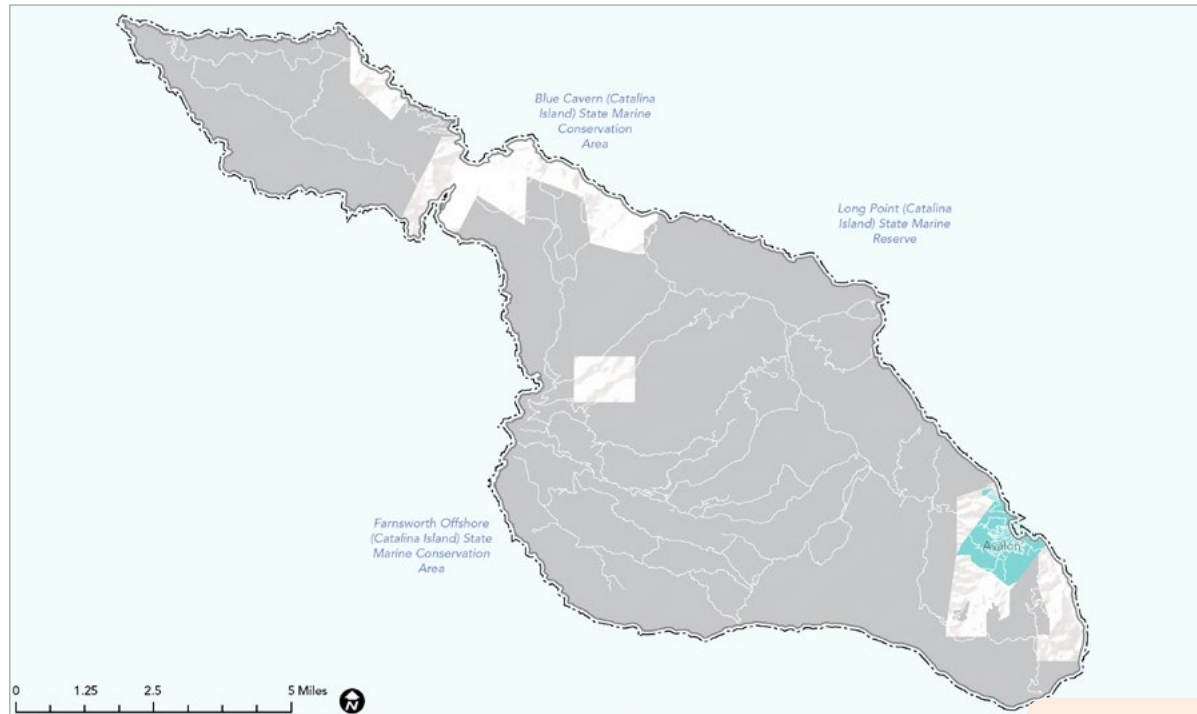 Blue Cavern (Catalina
Island) State Marine
Conservation
Area
Long Point (Catalina
Island) State Marine
Reserve
Farnsworth Offshore
(Catalina Island) State
Marine Conservation
Area
Avalon
0 1.25 2.5 5 Miles
N